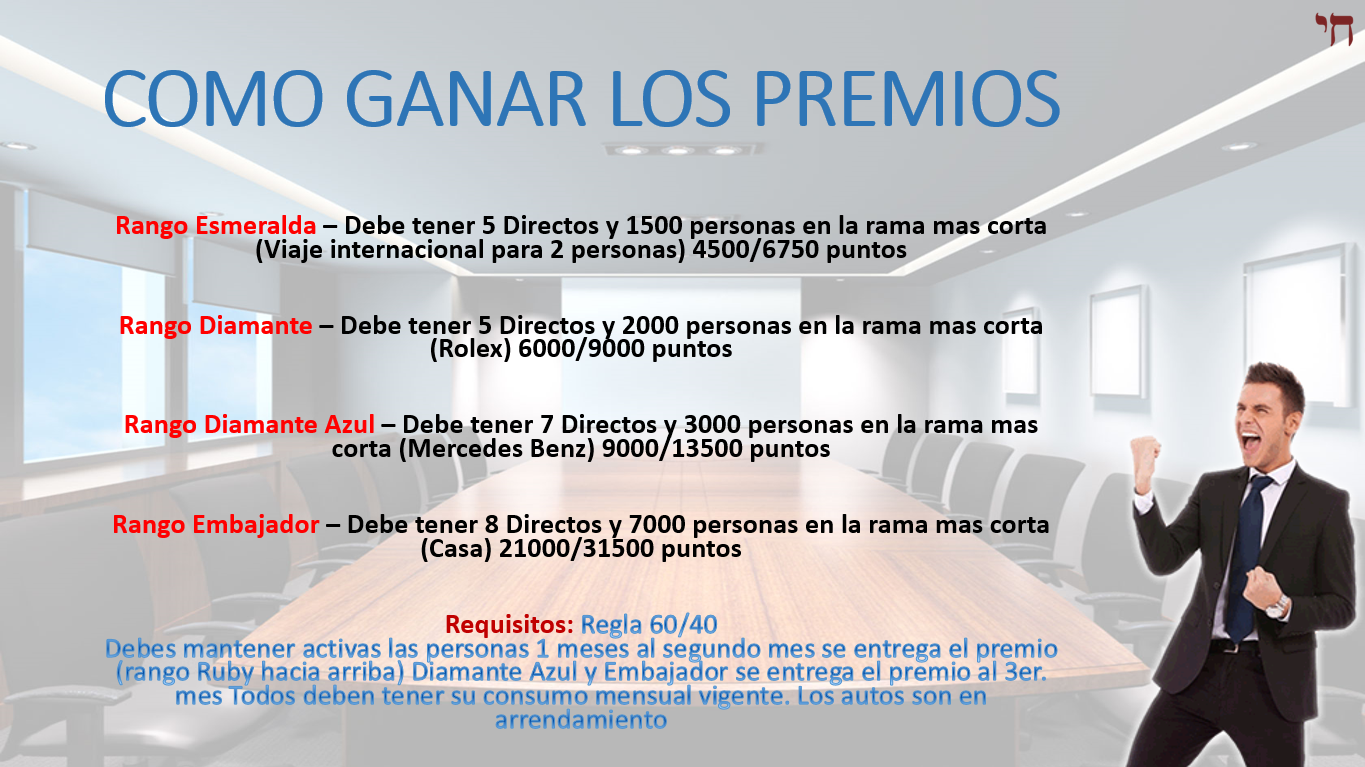 חי
COMO GANAR LOS PREMIOS
Rango Esmeralda – Debe tener 5 Directos y 1500 personas en la rama mas corta
(Viaje internacional para 2 personas) 4500/6750 puntos
Rango Diamante – Debe tener 5 Directos y 2000 personas en la rama mas corta
(Rolex) 6000/9000 puntos
Rango Diamante Azul – Debe tener 7 Directos y 3000 personas en la rama mas
corta (Mercedes Benz) 9000/13500 puntos
Rango Embajador – Debe tener 8 Directos y 7000 personas en la rama mas corta
(Casa) 21000/31500 puntos
Requisitos: Regla 60/40
Debes mantener activas las personas 1 meses al segundo mes se entrega el premio
(rango Ruby hacia arriba) Diamante Azul y Embajador se entrega el premio al 3er.
mes Todos deben tener su consumo mensual vigente. Los autos son en
arrendamiento